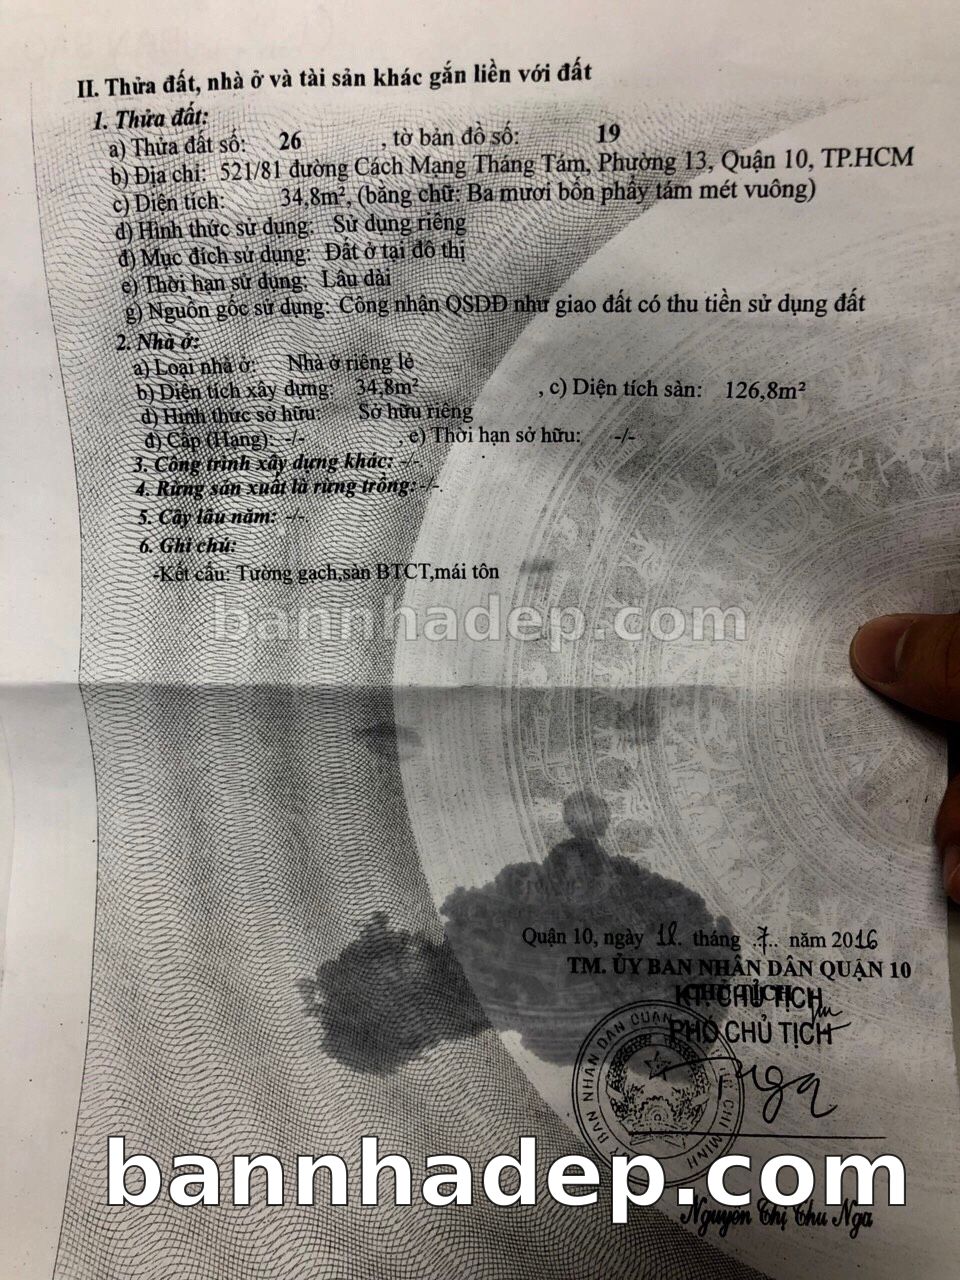 II. Thửa đất, nhà ở và tài sản khác gắn liền với đất
1. Thửa đất:
a) Thửa đất số: 26 , tờ bản đồ số: 19
b) Địa chỉ: 521/81 đường Cách Mạng Tháng Tám, Phường 13, Quận 10, TP.HCM
c) Diện tích: 34,8m², (bằng chữ: Ba mươi bốn phẩy tám mét vuông)
d) Hình thức sử dụng: Sử dụng riêng
đ) Mục đích sử dụng: Đất ở tại đô thị
e) Thời hạn sử dụng: Lâu dài
g) Nguồn gốc sử dụng: Công nhận QSDĐ như giao đất có thu tiền sử dụng đất
2. Nhà ở:
a) Loại nhà ở: Nhà ở riêng lẻ
b) Diện tích xây dựng: 34,8m² , c) Diện tích sàn: 126,8m²
d) Hình thức sở hữu: Sở hữu riêng
đ) Cấp (Hạng): -/- , e) Thời hạn sở hữu: -/-
3. Công trình xây dựng khác: -/-.
4. Rừng sản xuất là rừng trồng: -/-.
5. Cây lâu năm: -/-
6. Ghi chú:
-Kết cấu: Tường gạch,sàn BTCT,mái tôn
bannhadep.com
Quận 10, ngày 18. tháng .7.. năm 2016
TM. ỦY BAN NHÂN DÂN QUẬN 10
KT. CHỦ TỊCH
PHÓ CHỦ TỊCH
bannhadep.com
Nguyễn Thị Thu Nga